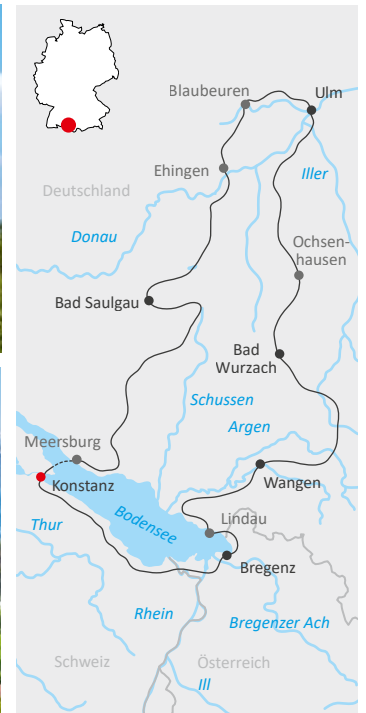 Blaubeuren
Ulm
Ehingen
Iller
Deutschland
Donau
Ochsen-
hausen
Bad Saulgau
Bad
Wurzach
Schussen
Argen
Meersburg
Konstanz
Wangen
Thur
Bodensee
Lindau
Bregenz
Rhein
Bregenzer Ach
Schweiz
Österreich
Ill